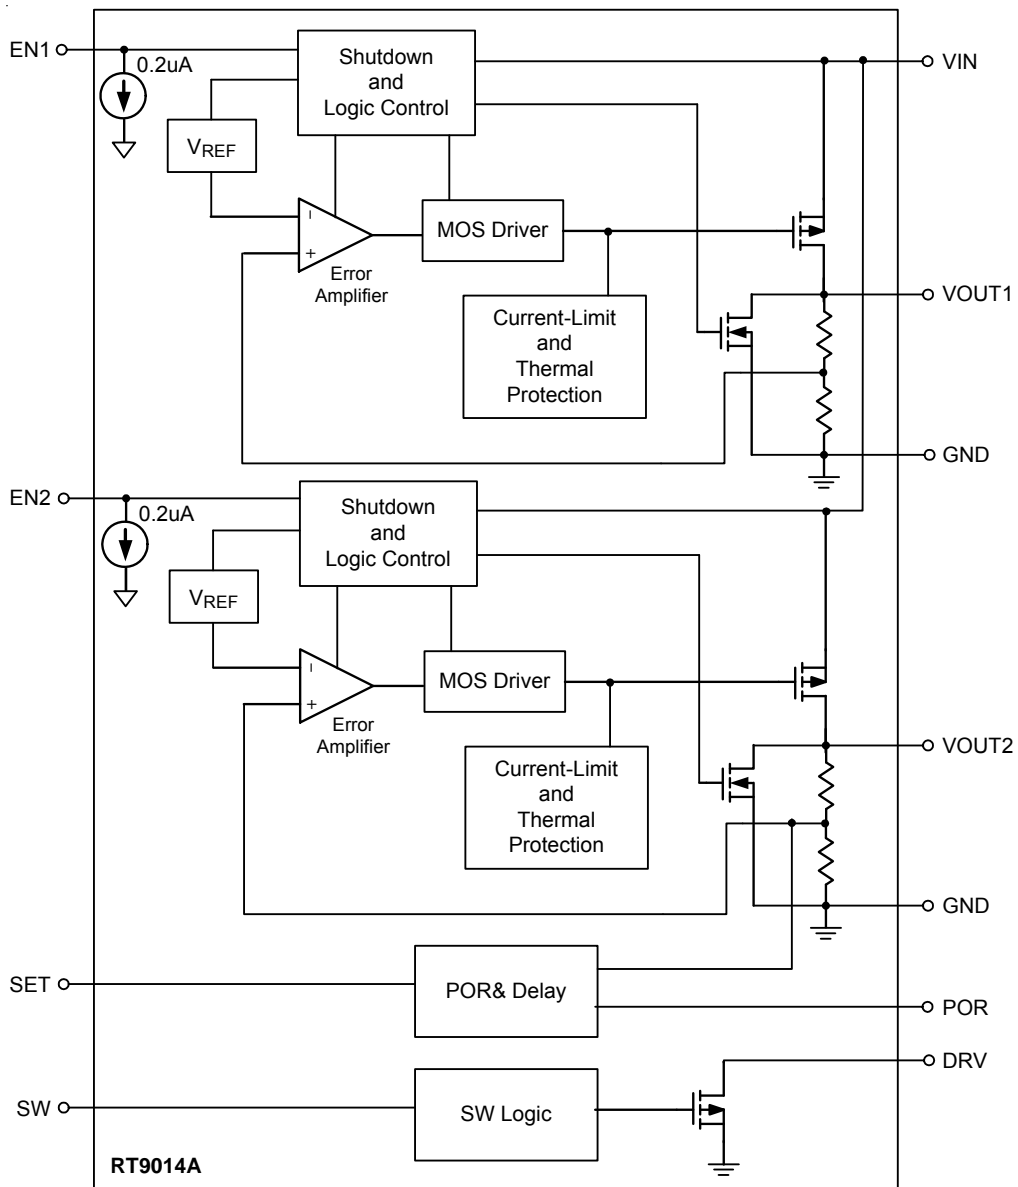 EN1
0.2uA
Shutdown
and
Logic Control
VIN
VREF
−
+
Error
Amplifier
MOS Driver
Current-Limit
and
Thermal
Protection
VOUT1
GND
EN2
0.2uA
Shutdown
and
Logic Control
VREF
−
+
Error
Amplifier
MOS Driver
Current-Limit
and
Thermal
Protection
VOUT2
GND
SET
POR& Delay
POR
DRV
SW
SW Logic
RT9014A